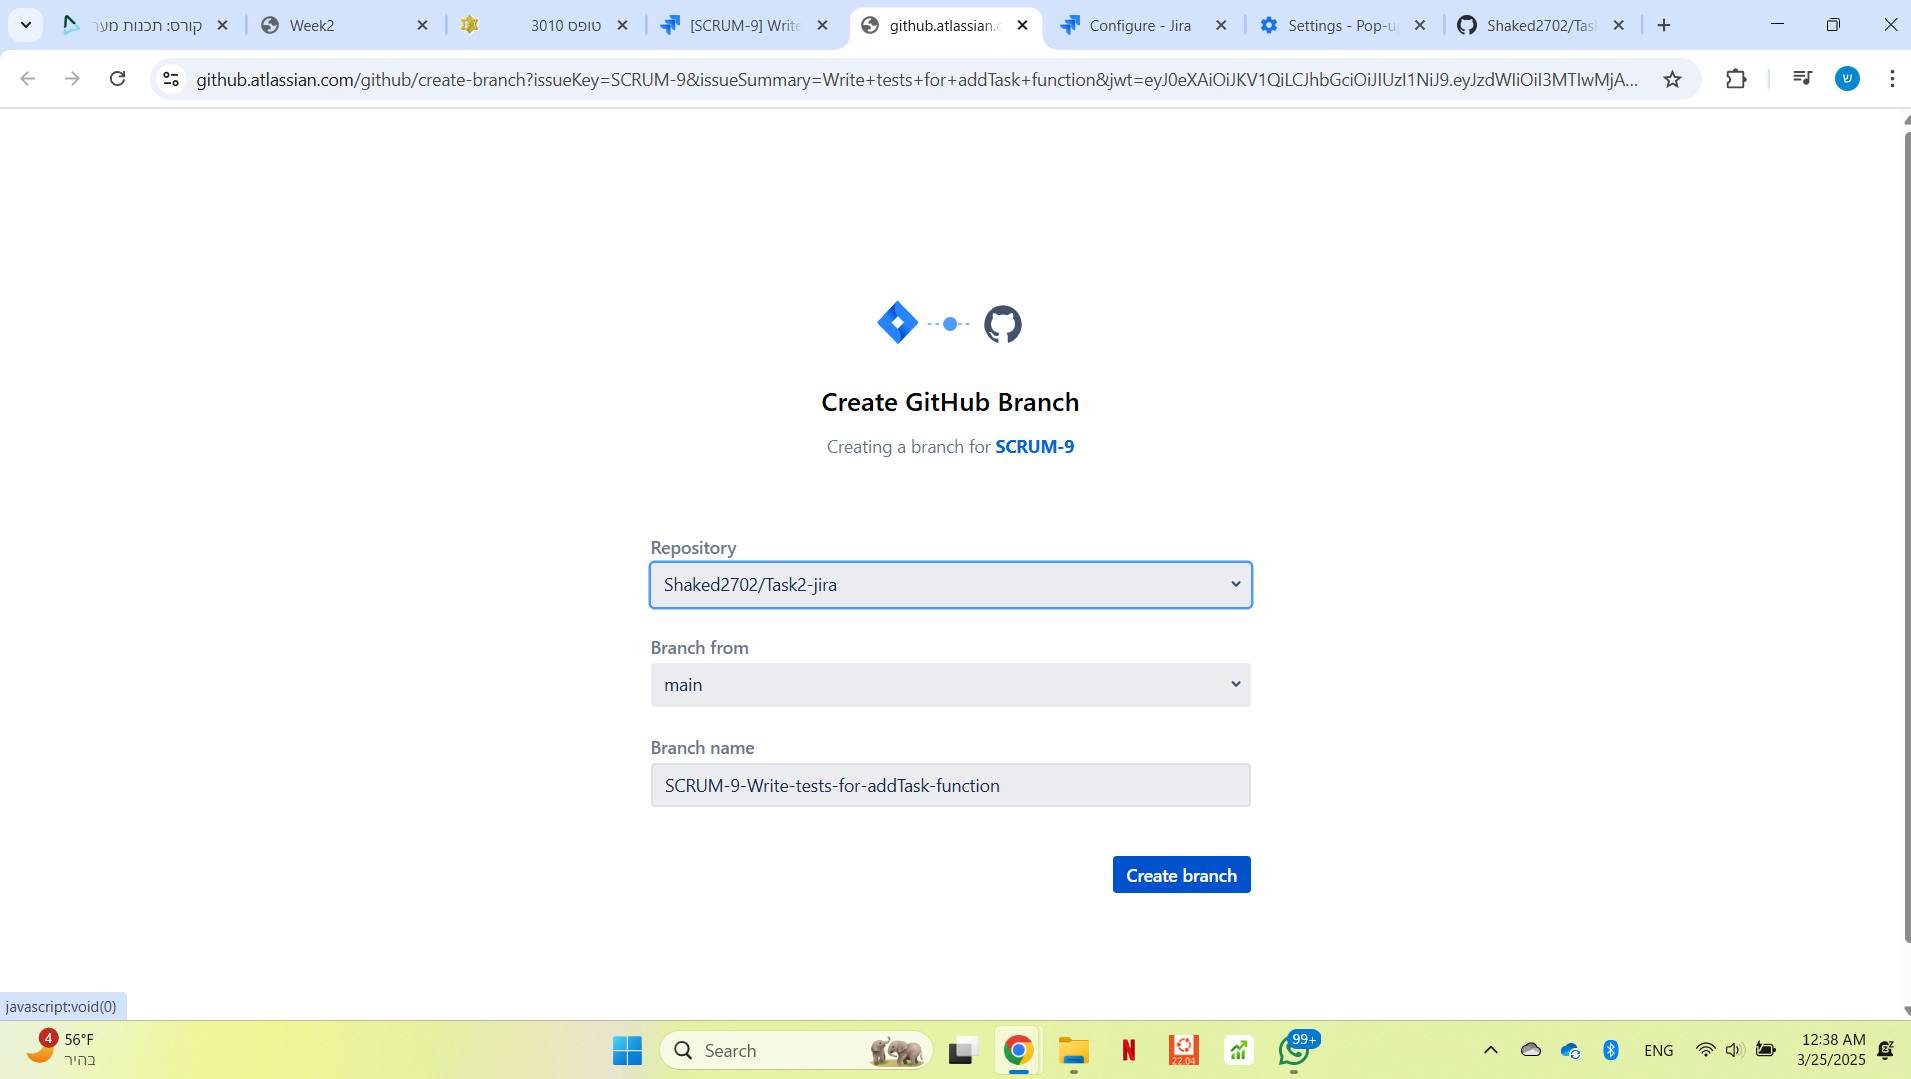 קורס: תכנות מער
Week2
טופס 3010
[SCRUM-9] Write
github.atlassian.c
Configure - Jira
Settings - Pop-u
Shaked2702/Tas
github.atlassian.com/github/create-branch?issueKey=SCRUM-9&issueSummary=Write+tests+for+addTask+function&jwt=eyJ0eXAiOiJKV1QiLCJhbGciOiJIUzI1NiJ9.eyJzdWIiOiI3MTIwMjA...
ש
Create GitHub Branch
Creating a branch for SCRUM-9
Repository
Shaked2702/Task2-jira
Branch from
main
Branch name
SCRUM-9-Write-tests-for-addTask-function
Create branch
javascript:void(0)
4
56°F
בהיר
Search
N
22.04
99+
ENG
12:38 AM
3/25/2025